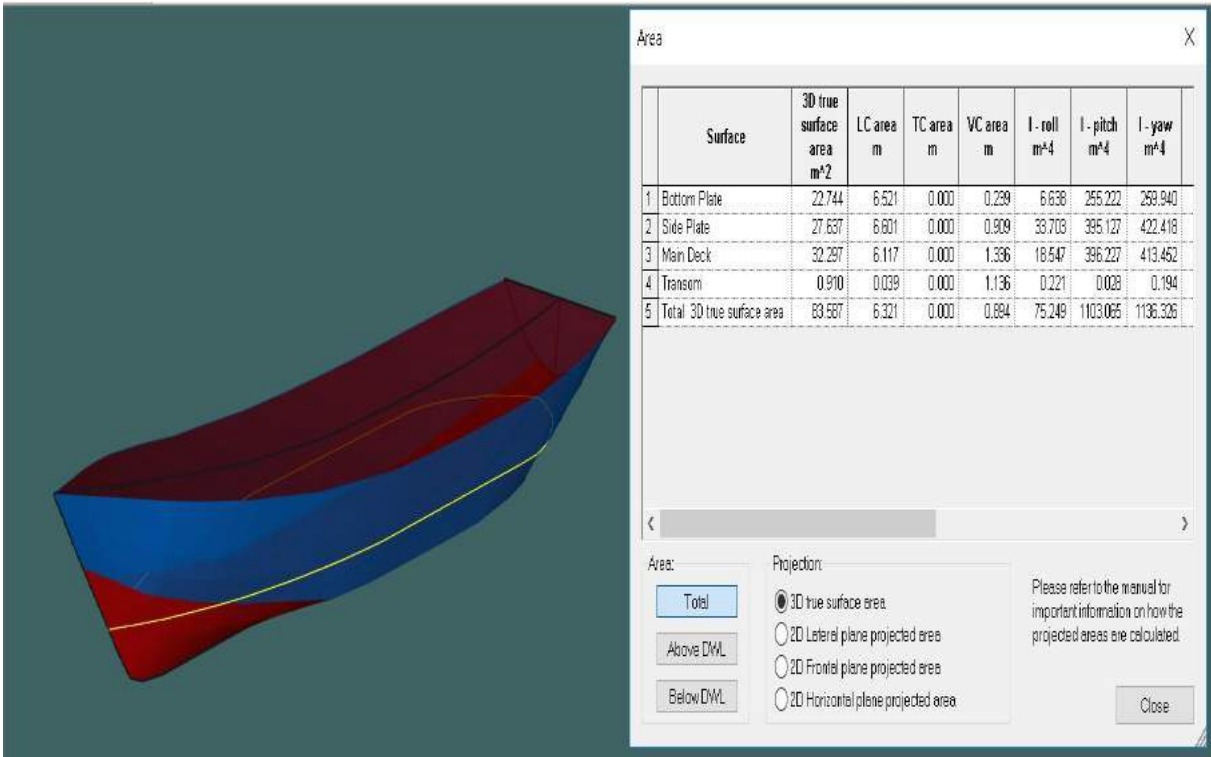 Area X
Surface 3D true surface area m^2 LC area m TC area m VC area m I - roll m^4 I - pitch m^4 I - yaw m^4
1 Bottom Plate 22.744 6.521 0.000 0.239 6.638 255.222 259.940
2 Side Plate 27.637 6.601 0.000 0.909 33.703 395.127 422.418
3 Main Deck 32.297 6.117 0.000 1.336 18.547 396.227 413.452
4 Transom 0.910 0.039 0.000 1.136 0.221 0.028 0.194
5 Total 3D true surface area 83.587 6.321 0.000 0.894 75.249 1103.065 1136.326
Area:
Total
Above DWL
Below DWL
Projection:
3D true surface area
2D Lateral plane projected area
2D Frontal plane projected area
2D Horizontal plane projected area
Please refer to the manual for
important information on how the
projected areas are calculated.
Close